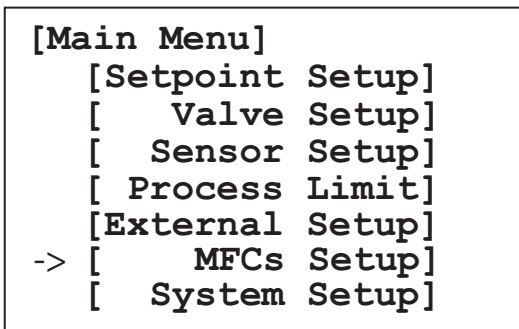 [Main Menu]
[Setpoint Setup]
[   Valve Setup]
[  Sensor Setup]
[ Process Limit]
[External Setup]
-> [    MFCs Setup]
[  System Setup]